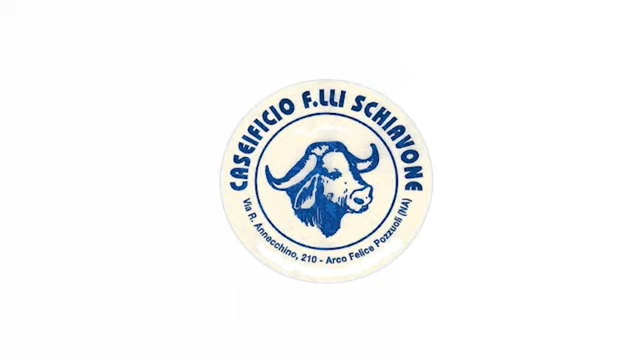 CASEIFICIO F.LLI SCHIAVONE
Via R. Annecchino, 210 - Arco Felice Pozzuoli (NA)